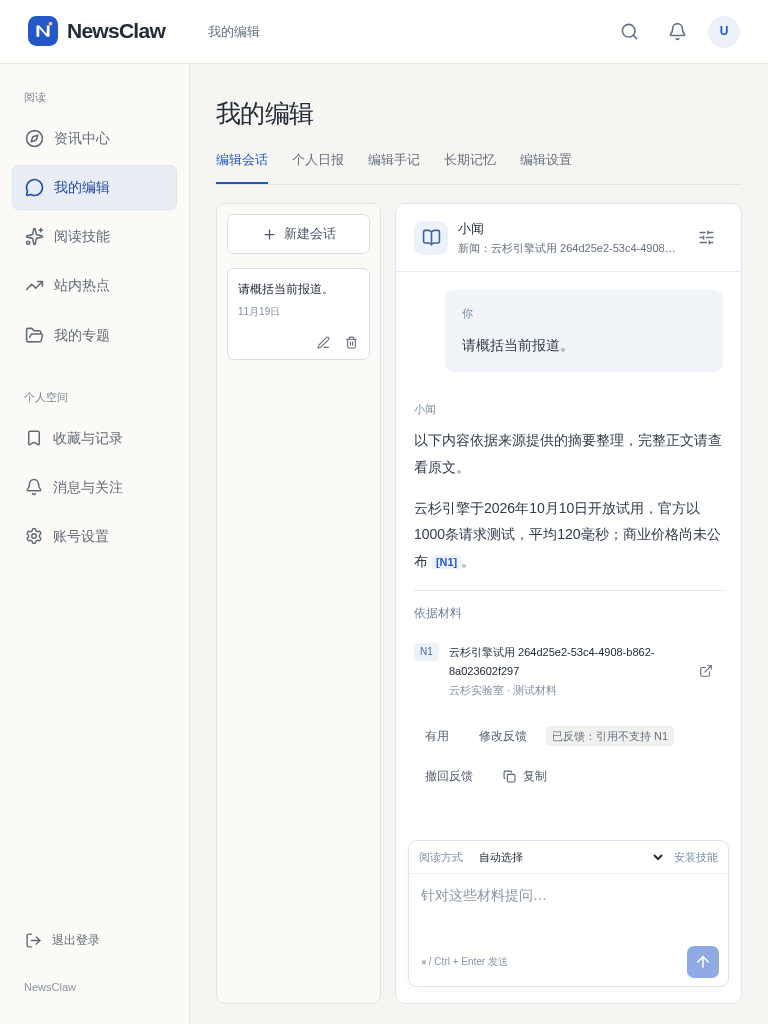 NewsClaw
我的编辑
U
阅读
资讯中心
我的编辑
阅读技能
站内热点
我的专题
个人空间
收藏与记录
消息与关注
账号设置
退出登录
NewsClaw
我的编辑
编辑会话
个人日报
编辑手记
长期记忆
编辑设置
新建会话
请概括当前报道。
11月19日
小闻
新闻：云杉引擎试用 264d25e2-53c4-4908…
你
请概括当前报道。
小闻
以下内容依据来源提供的摘要整理，完整正文请查
看原文。
云杉引擎于2026年10月10日开放试用，官方以
1000条请求测试，平均120毫秒；商业价格尚未公
布 [N1] 。
依据材料
N1
云杉引擎试用 264d25e2-53c4-4908-b862-
8a023602f297
云杉实验室 · 测试材料
有用
修改反馈
已反馈：引用不支持 N1
撤回反馈
复制
阅读方式
自动选择
安装技能
针对这些材料提问…
⌘ / Ctrl + Enter 发送